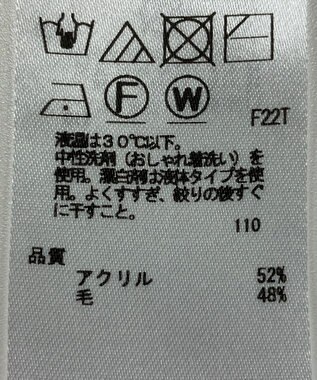 F W
F22T
液温は30℃以下。
中性洗剤(おしゃれ着洗い)を
使用。漂白剤は液体タイプを使
用。よくすすぎ、絞りの後すぐ
に干すこと。
110
品質
アクリル 52%
毛 48%